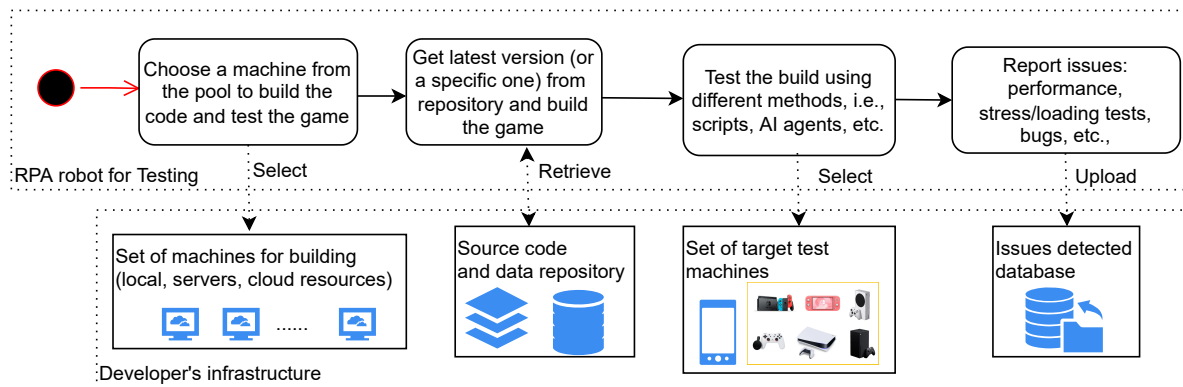 Choose a machine from
the pool to build the
code and test the game
Get latest version (or
a specific one) from
repository and build
the game
Test the build using
different methods, i.e.,
scripts, AI agents, etc.
Report issues:
performance,
stress/loading tests,
bugs, etc.,
RPA robot for Testing
Select
Retrieve
Select
Upload
Set of machines for building
(local, servers, cloud resources)
......
Source code
and data repository
Set of target test
machines
Issues detected
database
Developer's infrastructure